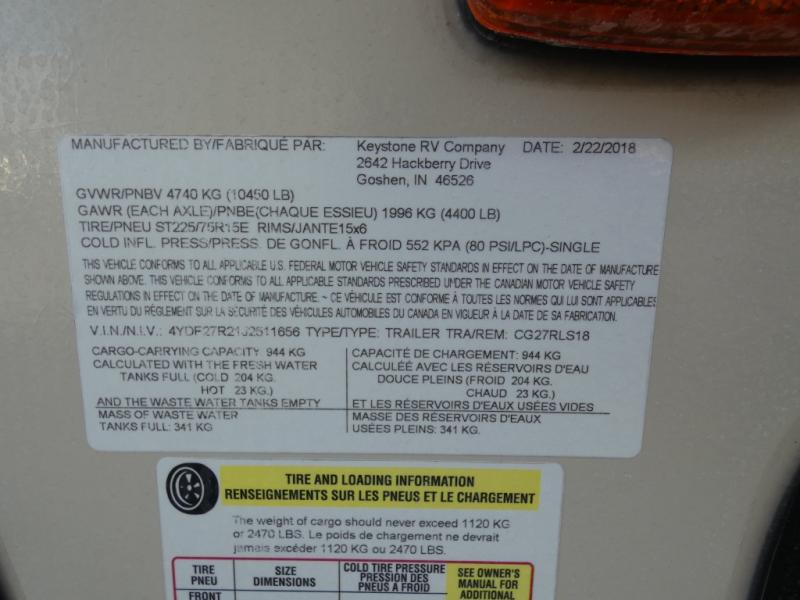 MANUFACTURED BY/FABRIQUÉ PAR: Keystone RV Company DATE: 2/22/2018
2642 Hackberry Drive
Goshen, IN 46526
GVWR/PNBV 4740 KG (10450 LB)
GAWR (EACH AXLE)/PNBE(CHAQUE ESSIEU) 1996 KG (4400 LB)
TIRE/PNEU ST225/75R15E RIMS/JANTE15x6
COLD INFL. PRESS/PRESS. DE GONFL. À FROID 552 KPA (80 PSI/LPC)-SINGLE
THIS VEHICLE CONFORMS TO ALL APPLICABLE U.S. FEDERAL MOTOR VEHICLE SAFETY STANDARDS IN EFFECT ON THE DATE OF MANUFACTURE
SHOWN ABOVE. THIS VEHICLE CONFORMS TO ALL APPLICABLE STANDARDS PRESCRIBED UNDER THE CANADIAN MOTOR VEHICLE SAFETY
REGULATIONS IN EFFECT ON THE DATE OF MANUFACTURE. ~ CE VÉHICULE EST CONFORME À TOUTES LES NORMES QUI LUI SONT APPLICABLES
EN VERTU DU RÉGLEMENT SUR LA SÉCURITÉ DES VÉHICULES AUTOMOBILES DU CANADA EN VIGUEUR À LA DATE DE SA FABRICATION.
V.I.N./N.I.V.: 4YDF27R21J2511656 TYPE/TYPE: TRAILER TRA/REM: CG27RLS18
CARGO-CARRYING CAPACITY: 944 KG
CALCULATED WITH THE FRESH WATER
TANKS FULL (COLD 204 KG.
HOT 23 KG.)
AND THE WASTE WATER TANKS EMPTY
MASS OF WASTE WATER
TANKS FULL: 341 KG
CAPACITÉ DE CHARGEMENT: 944 KG
CALCULÉE AVEC LES RÉSERVOIRS D'EAU
DOUCE PLEINS (FROID 204 KG.
CHAUD 23 KG.)
ET LES RÉSERVOIRS D'EAUX USÉES VIDES
MASSE DES RÉSERVOIRS D'EAUX
USÉES PLEINS: 341 KG.
TIRE AND LOADING INFORMATION
RENSEIGNEMENTS SUR LES PNEUS ET LE CHARGEMENT
The weight of cargo should never exceed 1120 KG
or 2470 LBS. Le poids de chargement ne devrait
jamais excéder 1120 KG ou 2470 LBS.
TIRE
PNEU
SIZE
DIMENSIONS
COLD TIRE PRESSURE
PRESSION DES
PNEUS A FROID
SEE OWNER'S
MANUAL FOR
ADDITIONAL
FRONT